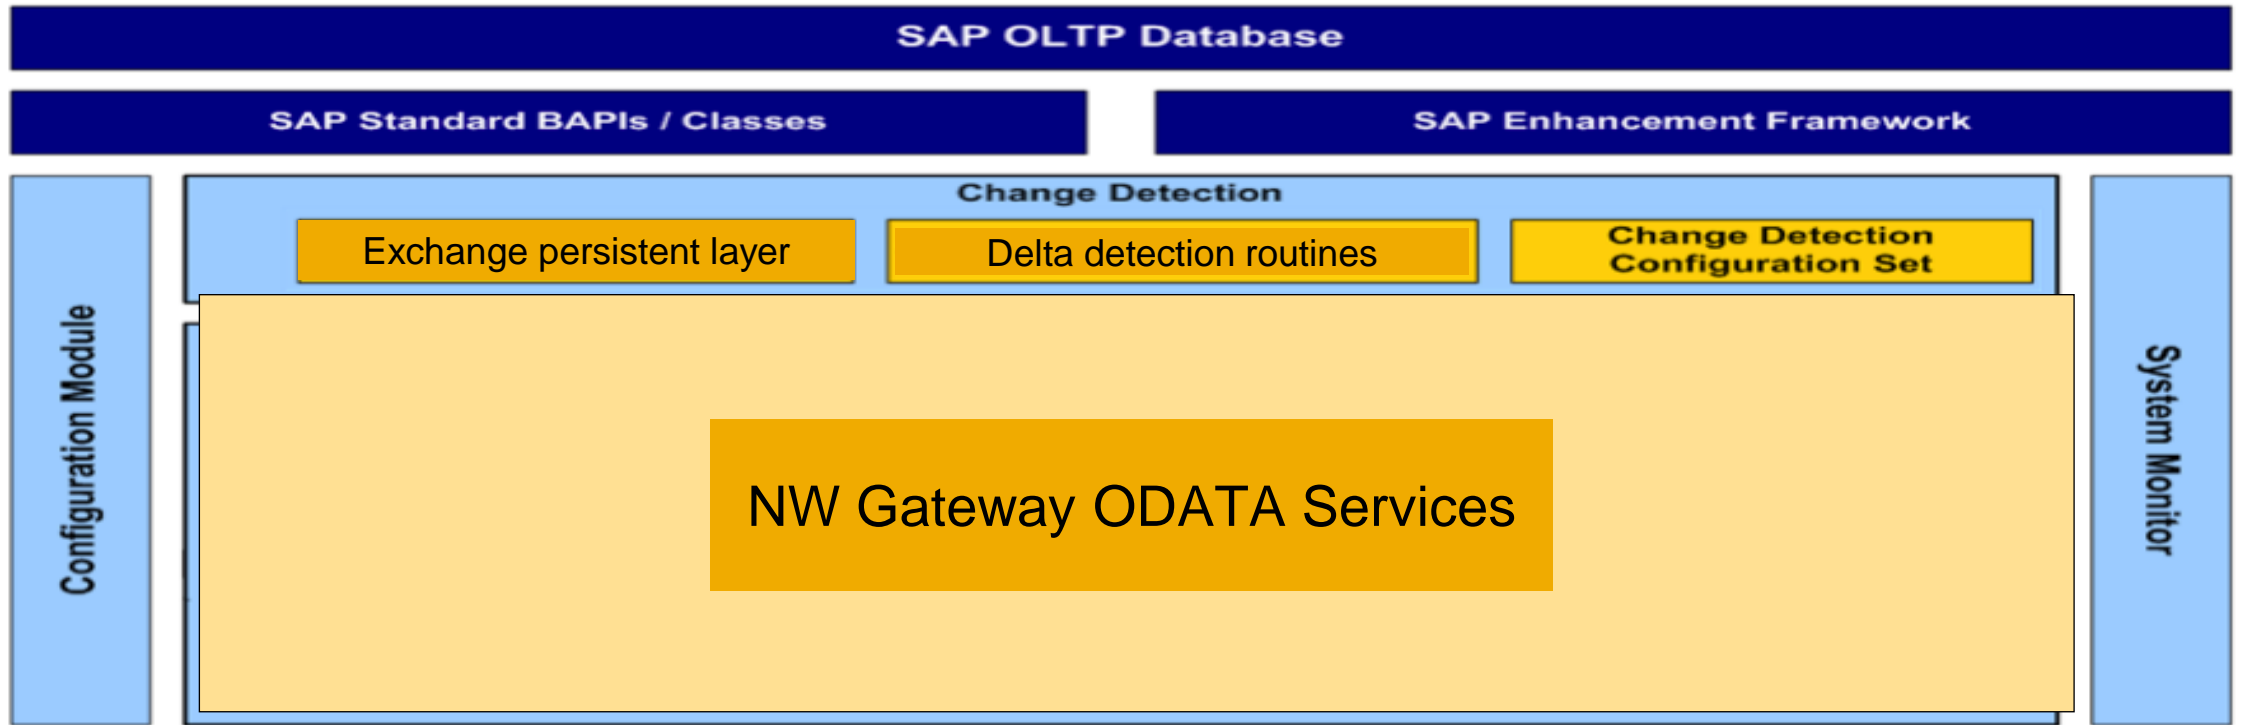 SAP OLTP Database
SAP Standard BAPIs / Classes
SAP Enhancement Framework
Change Detection
Exchange persistent layer
Delta detection routines
Change Detection
Configuration Set
Configuration Module
NW Gateway ODATA Services
System Monitor